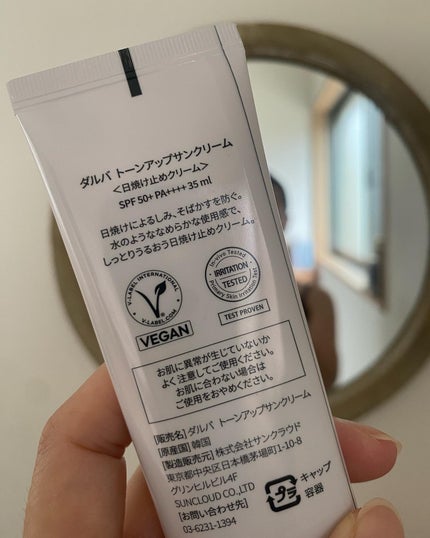 ダルバ トーンアップサンクリーム
<日焼け止めクリーム>
SPF 50+ PA++++ 35 ml
日焼けによるしみ、そばかすを防ぐ。
水のようななめらかな使用感で、
しっとりうるおう日焼け止めクリーム。
V-LABEL INTERNATIONAL
V-LABEL.COM
VEGAN
In-vivo Tested
IRRITATION
TESTED
Primary Skin Irritation Test
TEST PROVEN
お肌に異常が生じていないか
よく注意してご使用ください。
お肌に合わない場合は
ご使用をおやめください。
[販売名] ダルバ トーンアップサンクリーム
[原産国] 韓国
[製造販売元] 株式会社サンクラウド
東京都中央区日本橋茅場町1-10-8
グリンヒルビル4F
SUNCLOUD CO.,LTD
[お問い合わせ先]
03-6231-1394
プラ
キャップ
容器